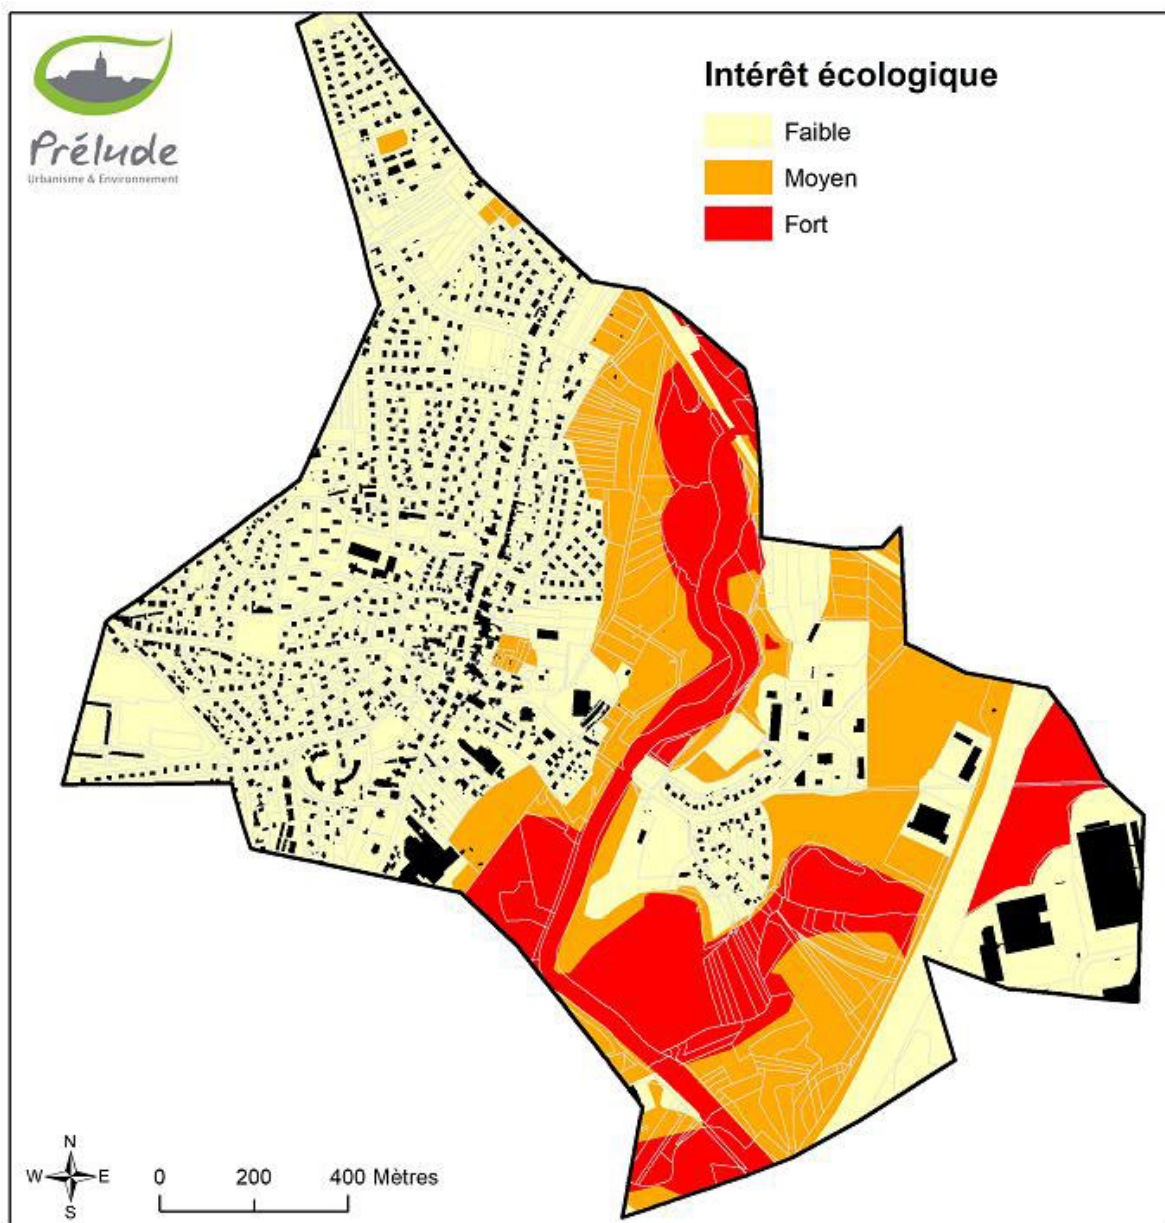 Prélude
Urbanisme & Environnement
Intérêt écologique
Faible
Moyen
Fort
N
W E
S
0 200 400 Mètres